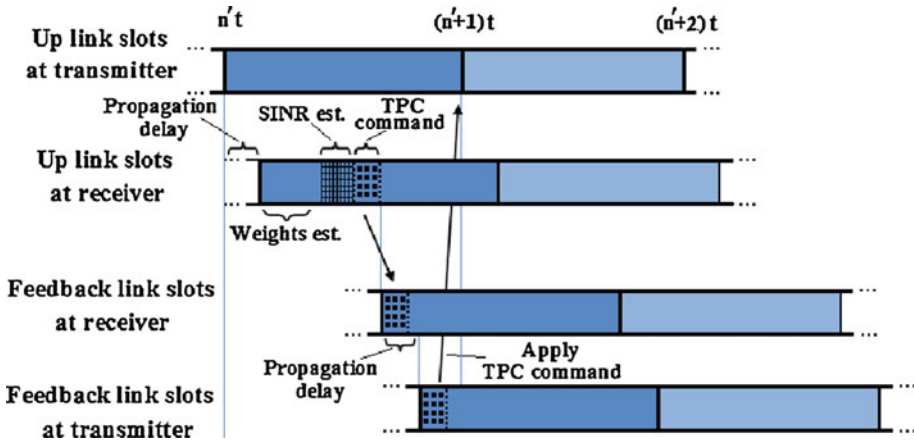 n't (n'+1)t (n'+2)t
Up link slots
at transmitter
... ...
Propagation
delay
SINR est.
TPC
command
Up link slots
at receiver
... ...
Weights est.
Feedback link slots
at receiver
... ...
Propagation
delay
Apply
TPC command
Feedback link slots
at transmitter
... ...